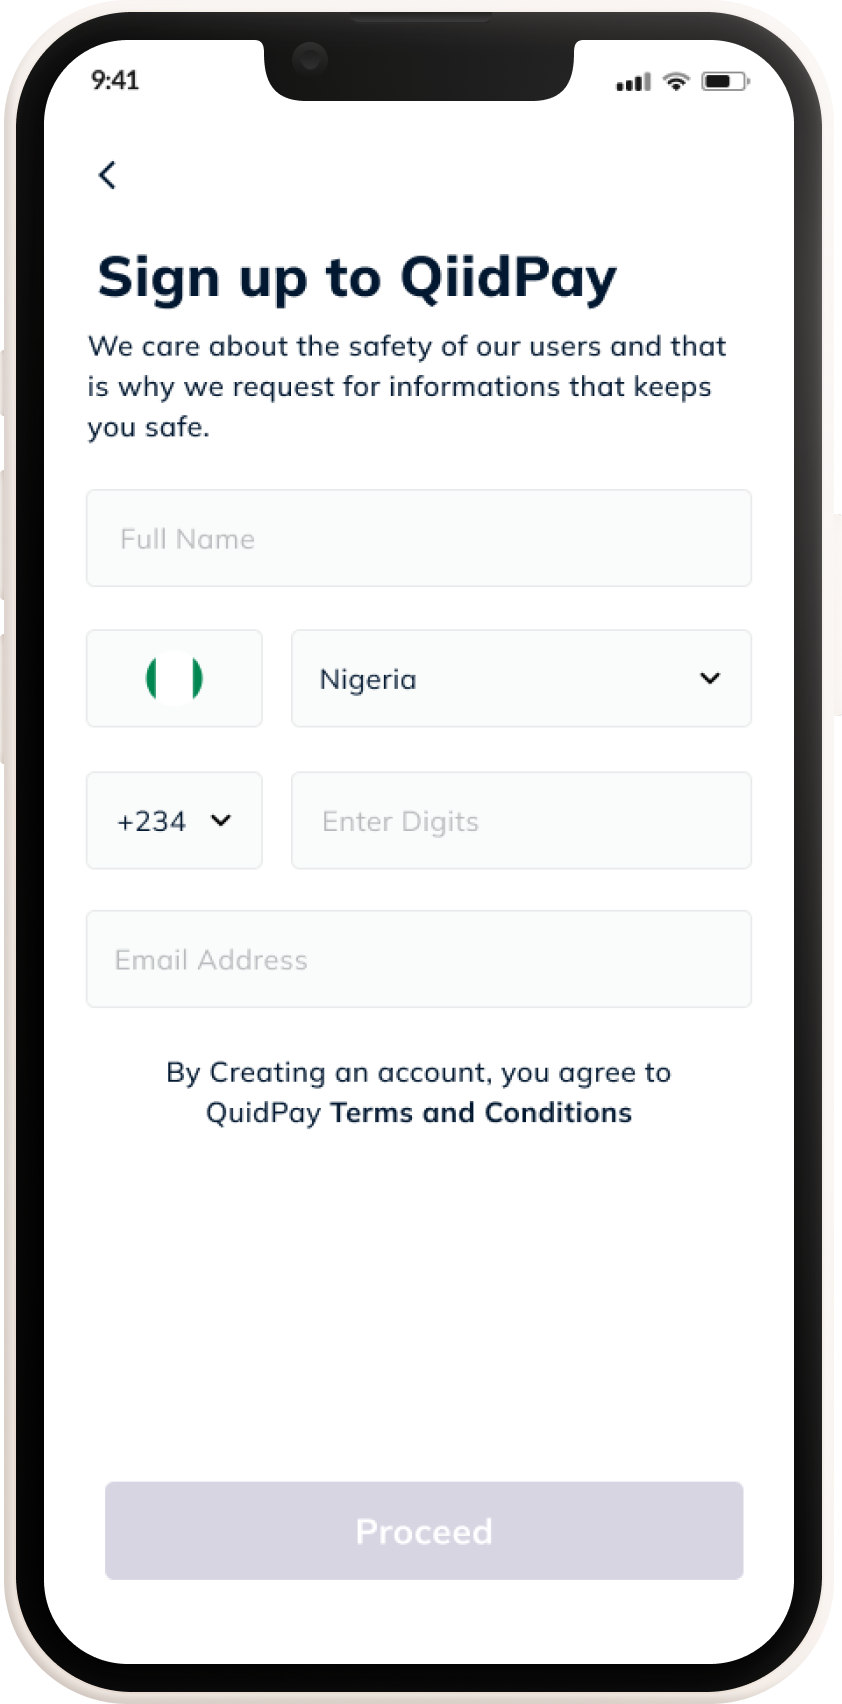 9:41
Sign up to QiidPay
We care about the safety of our users and that
is why we request for informations that keeps
you safe.
Full Name
Nigeria
+234
Enter Digits
Email Address
By Creating an account, you agree to
QuidPay Terms and Conditions
Proceed